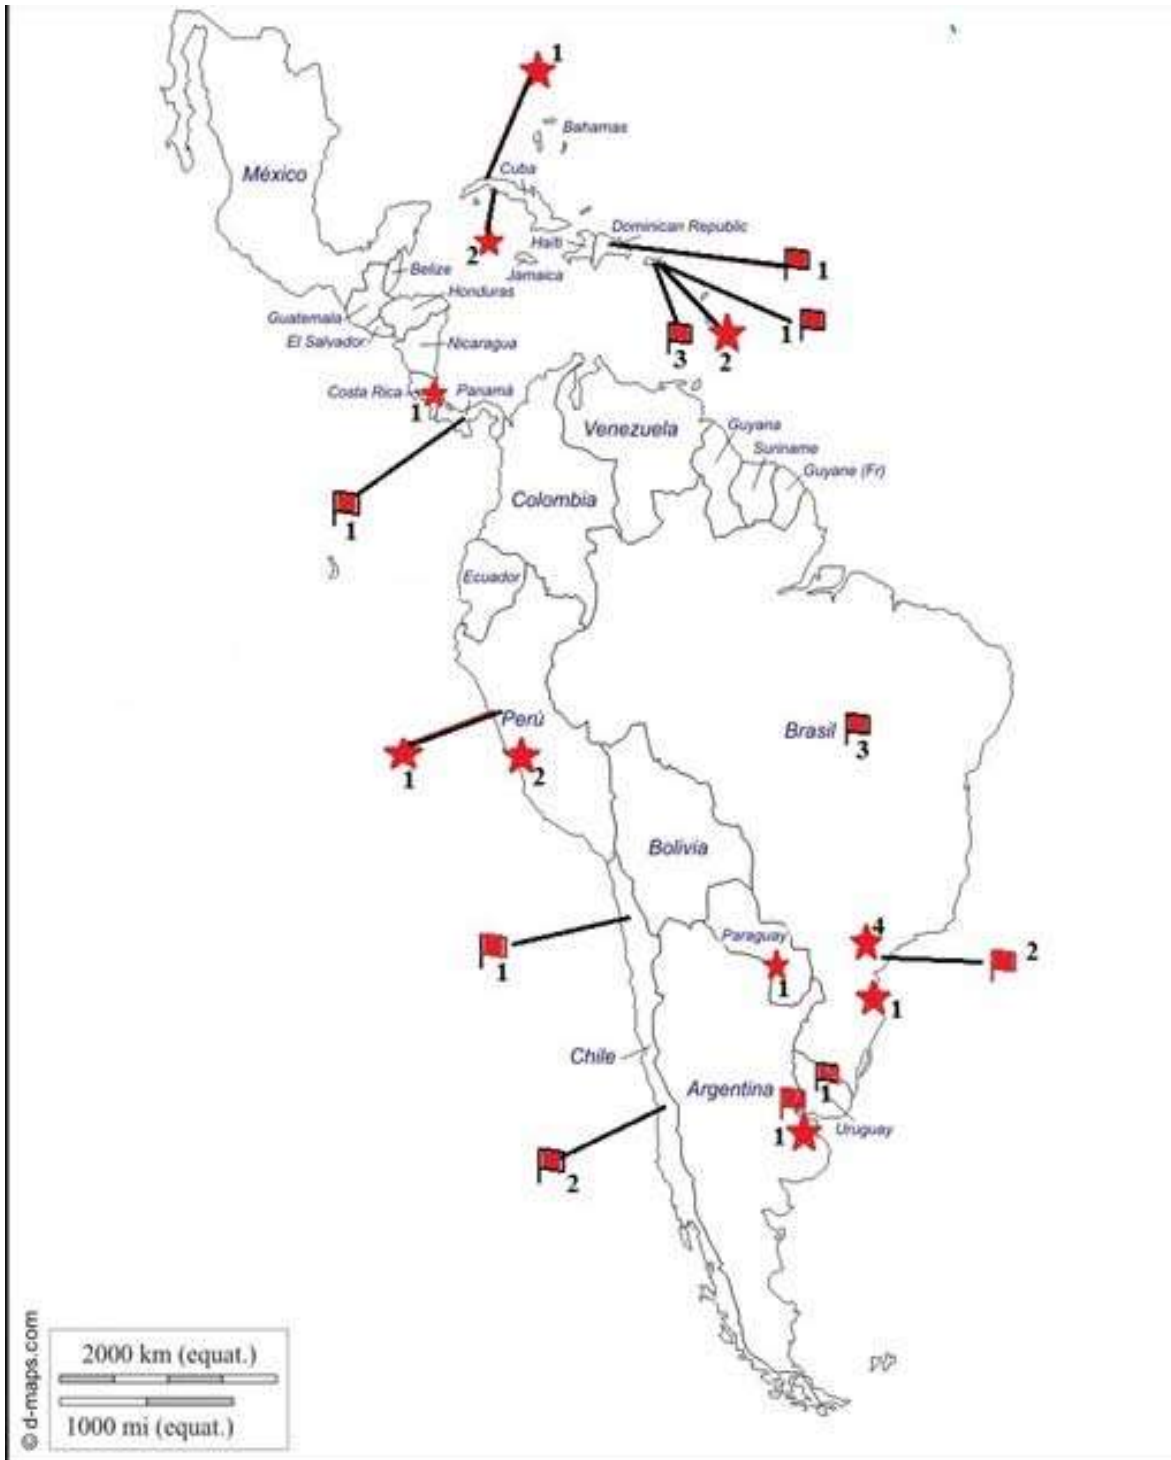 1
Bahamas
Cuba
México
Dominican Republic
Haïti
2
Jamaica
1
Belize
Honduras
Guatemala
1
El Salvador
Nicaragua
3
2
Costa Rica
Panamá
1
Venezuela
Guyana
Suriname
Guyane (Fr)
Colombia
1
Ecuador
Perú
Brasil
3
1
2
Bolivia
4
Paraguay
2
1
1
1
Chile
Argentina
1
1
Uruguay
2
2000 km (equat.)
1000 mi (equat.)
© d-maps.com